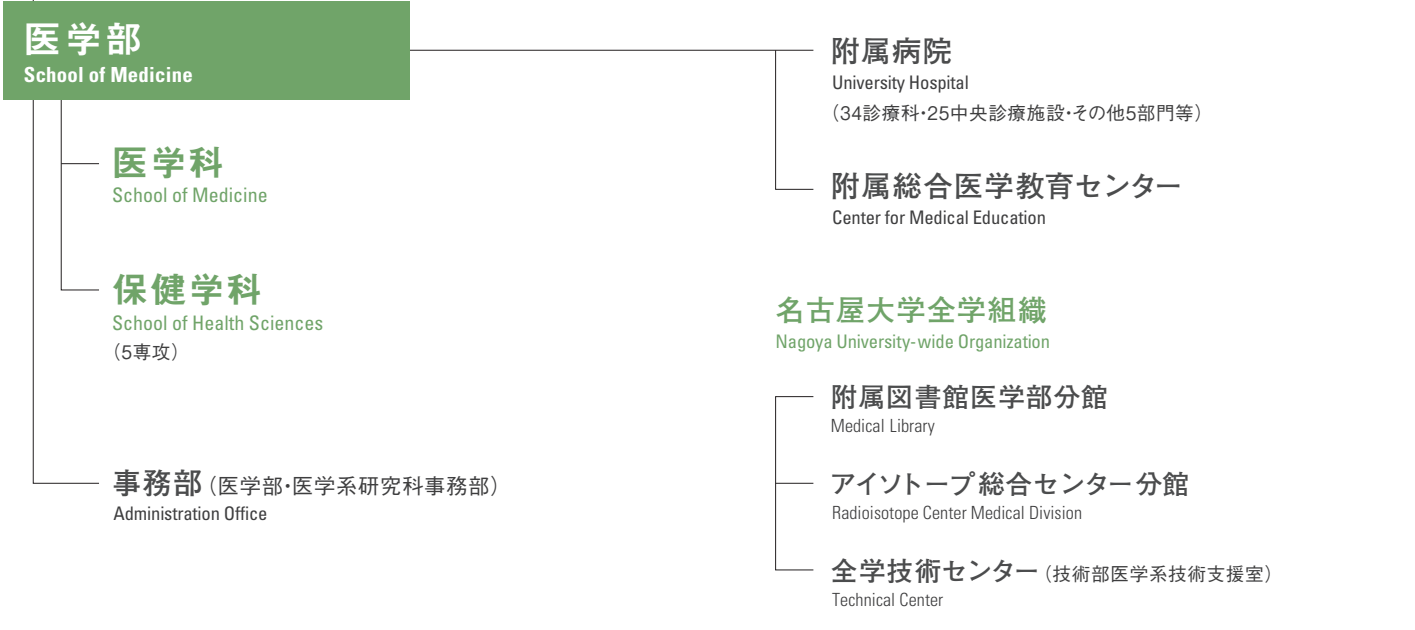 医学部
School of Medicine
医学科
School of Medicine
保健学科
School of Health Sciences
（5専攻）
事務部（医学部・医学系研究科事務部）
Administration Office
附属病院
University Hospital
（34診療科・25中央診療施設・その他5部門等）
附属総合医学教育センター
Center for Medical Education
名古屋大学全学組織
Nagoya University-wide Organization
附属図書館医学部分館
Medical Library
アイソトープ総合センター分館
Radioisotope Center Medical Division
全学技術センター（技術部医学系技術支援室）
Technical Center